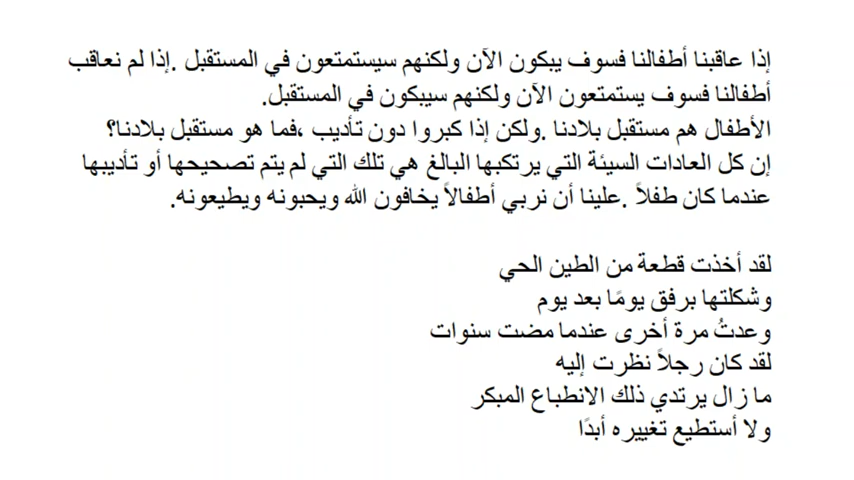 إذا عاقبنا أطفالنا فسوف يبكون الآن ولكنهم سيستمتعون في المستقبل .إذا لم نعاقب
أطفالنا فسوف يستمتعون الآن ولكنهم سيبكون في المستقبل.
الأطفال هم مستقبل بلادنا .ولكن إذا كبروا دون تأديب ،فما هو مستقبل بلادنا؟
إن كل العادات السيئة التي يرتكبها البالغ هي تلك التي لم يتم تصحيحها أو تأديبها
عندما كان طفلاً .علينا أن نربي أطفالاً يخافون الله ويحبونه ويطيعونه.
لقد أخذت قطعة من الطين الحي
وشكلتها برفق يومًا بعد يوم
وعدتُ مرة أخرى عندما مضت سنوات
لقد كان رجلاً نظرت إليه
ما زال يرتدي ذلك الانطباع المبكر
ولا أستطيع تغييره أبدًا